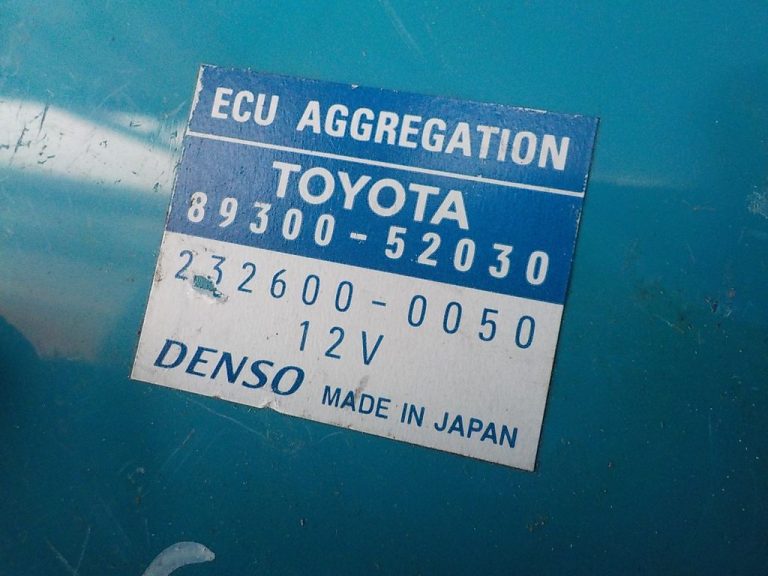 ECU AGGREGATION
TOYOTA
89300-52030
232600-0050
12V
DENSO MADE IN JAPAN